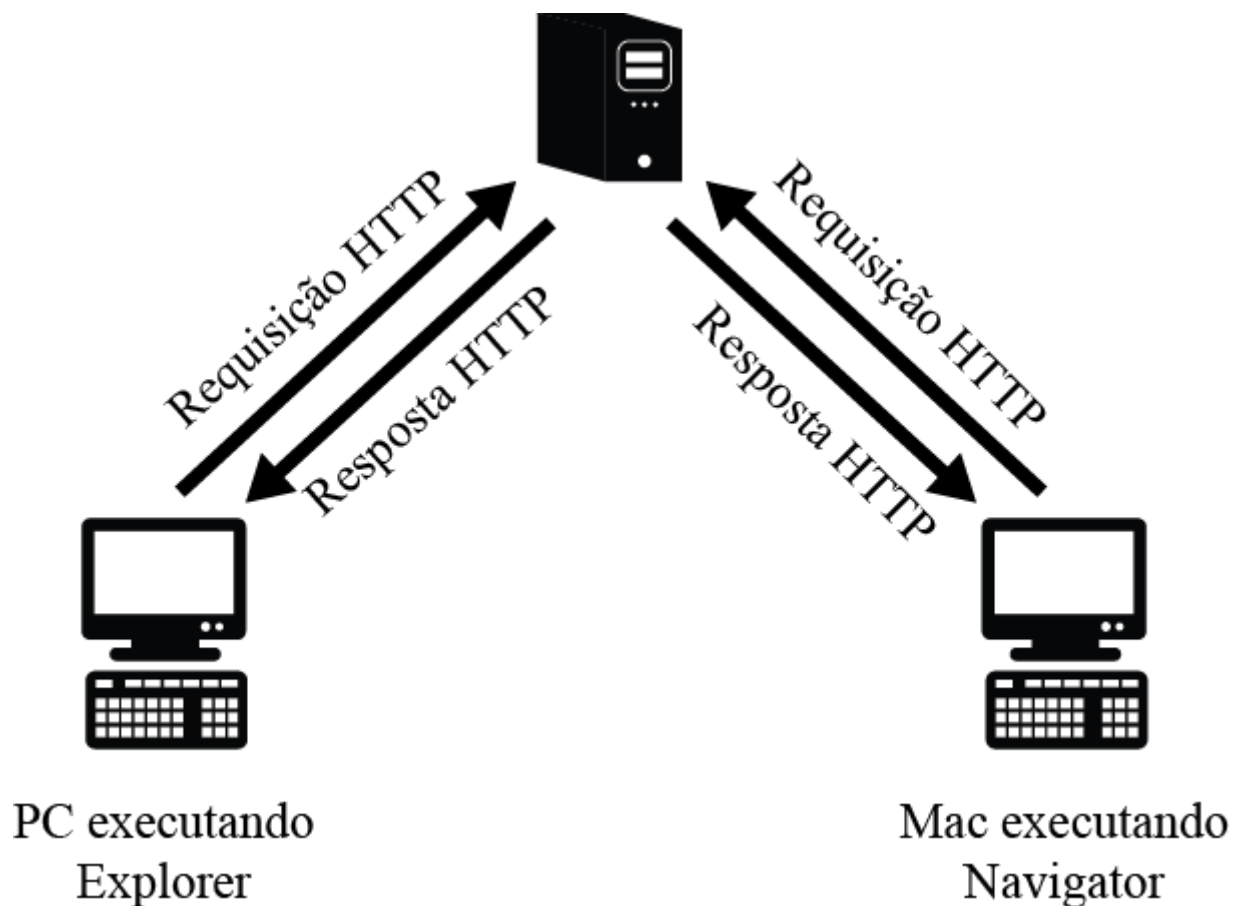 Requisição HTTP
Resposta HTTP
Resposta HTTP
Requisição HTTP
PC executando
Explorer
Mac executando
Navigator